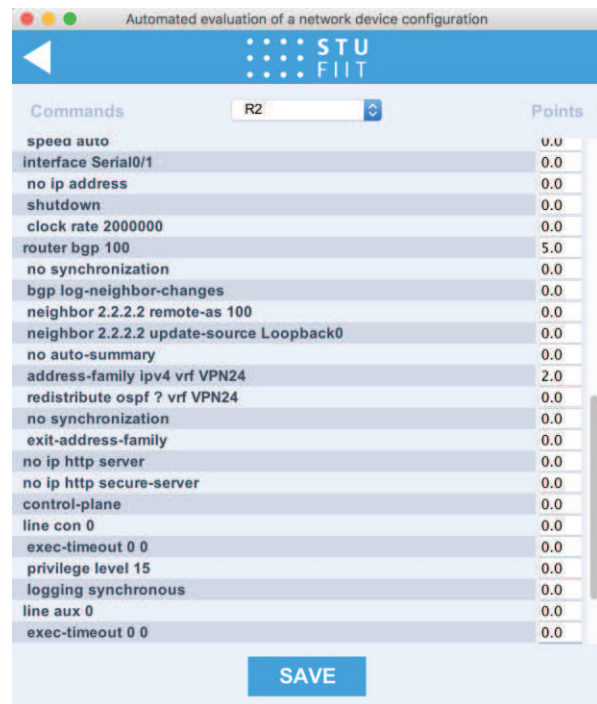 Automated evaluation of a network device configuration
STU
FIIT
Commands R2 Points
speed auto 0.0
interface Serial0/1 0.0
no ip address 0.0
shutdown 0.0
clock rate 2000000 0.0
router bgp 100 5.0
no synchronization 0.0
bgp log-neighbor-changes 0.0
neighbor 2.2.2.2 remote-as 100 0.0
neighbor 2.2.2.2 update-source Loopback0 0.0
no auto-summary 0.0
address-family ipv4 vrf VPN24 2.0
redistribute ospf ? vrf VPN24 0.0
no synchronization 0.0
exit-address-family 0.0
no ip http server 0.0
no ip http secure-server 0.0
control-plane 0.0
line con 0 0.0
exec-timeout 0 0 0.0
privilege level 15 0.0
logging synchronous 0.0
line aux 0 0.0
exec-timeout 0 0 0.0
SAVE